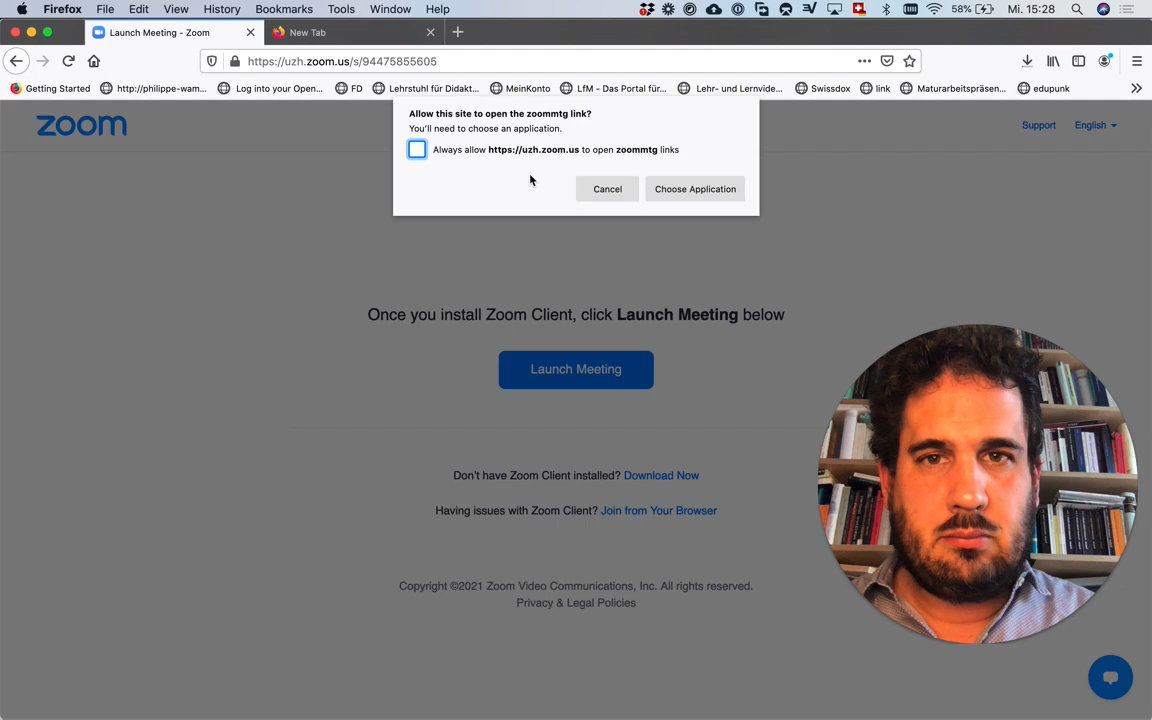 Firefox File Edit View History Bookmarks Tools Window Help 58% Mi. 15:28
Launch Meeting - Zoom New Tab
https://uzh.zoom.us/s/94475855605
Getting Started http://philippe-wam... Log into your Open... FD Lehrstuhl für Didakt... MeinKonto LfM - Das Portal für... Lehr- und Lernvide... Swissdox link Maturarbeitspräsen... edupunk
zoom Support English
Allow this site to open the zoommtg link?
You'll need to choose an application.
Always allow https://uzh.zoom.us to open zoommtg links
Cancel Choose Application
Once you install Zoom Client, click Launch Meeting below
Launch Meeting
Don't have Zoom Client installed? Download Now
Having issues with Zoom Client? Join from Your Browser
Copyright ©2021 Zoom Video Communications, Inc. All rights reserved.
Privacy & Legal Policies